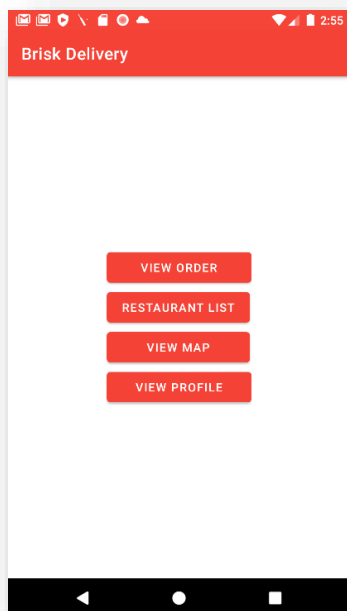 2:55
Brisk Delivery
VIEW ORDER
RESTAURANT LIST
VIEW MAP
VIEW PROFILE